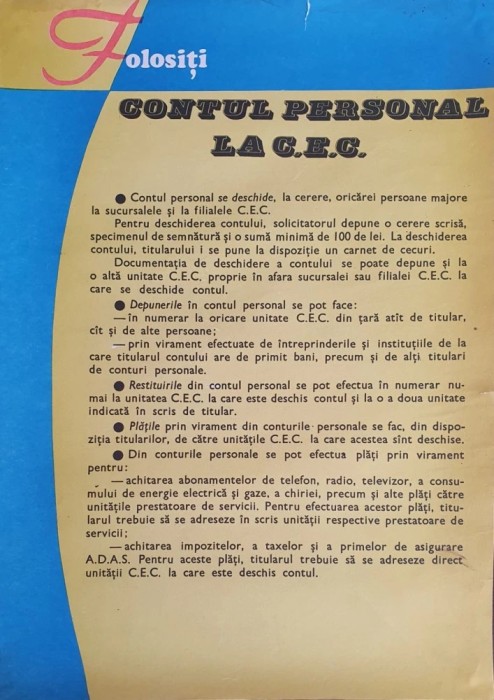 Folosiți
CONTUL PERSONAL
LA C.E.C.
● Contul personal se deschide, la cerere, oricărei persoane majore
la sucursalele și la filialele C.E.C.
Pentru deschiderea contului, solicitatorul depune o cerere scrisă,
specimenul de semnătură și o sumă minimă de 100 de lei. La deschiderea
contului, titularului i se pune la dispoziție un carnet de cecuri.
Documentația de deschidere a contului se poate depune și la
o altă unitate C.E.C. proprie în afara sucursalei sau filialei C.E.C. la
care se deschide contul.
● Depunerile în contul personal se pot face:
—în numerar la oricare unitate C.E.C. din țară atît de titular,
cît și de alte persoane;
—prin virament efectuate de întreprinderile și instituțiile de la
care titularul contului are de primit bani, precum și de alți titulari
de conturi personale.
● Restituirile din contul personal se pot efectua în numerar nu-
mai la unitatea C.E.C. la care este deschis contul și la o a doua unitate
indicată în scris de titular.
● Plățile prin virament din conturile personale se fac, din dispo-
ziția titularilor, de către unitățile C.E.C. la care acestea sînt deschise.
● Din conturile personale se pot efectua plăți prin virament
pentru:
—achitarea abonamentelor de telefon, radio, televizor, a consu-
mului de energie electrică și gaze, a chiriei, precum și alte plăți către
unitățile prestatoare de servicii. Pentru efectuarea acestor plăți, titu-
larul trebuie să se adreseze în scris unității respective prestatoare de
servicii;
—achitarea impozitelor, a taxelor și a primelor de asigurare
A.D.A.S. Pentru aceste plăți, titularul trebuie să se adreseze direct
unității C.E.C. la care este deschis contul.